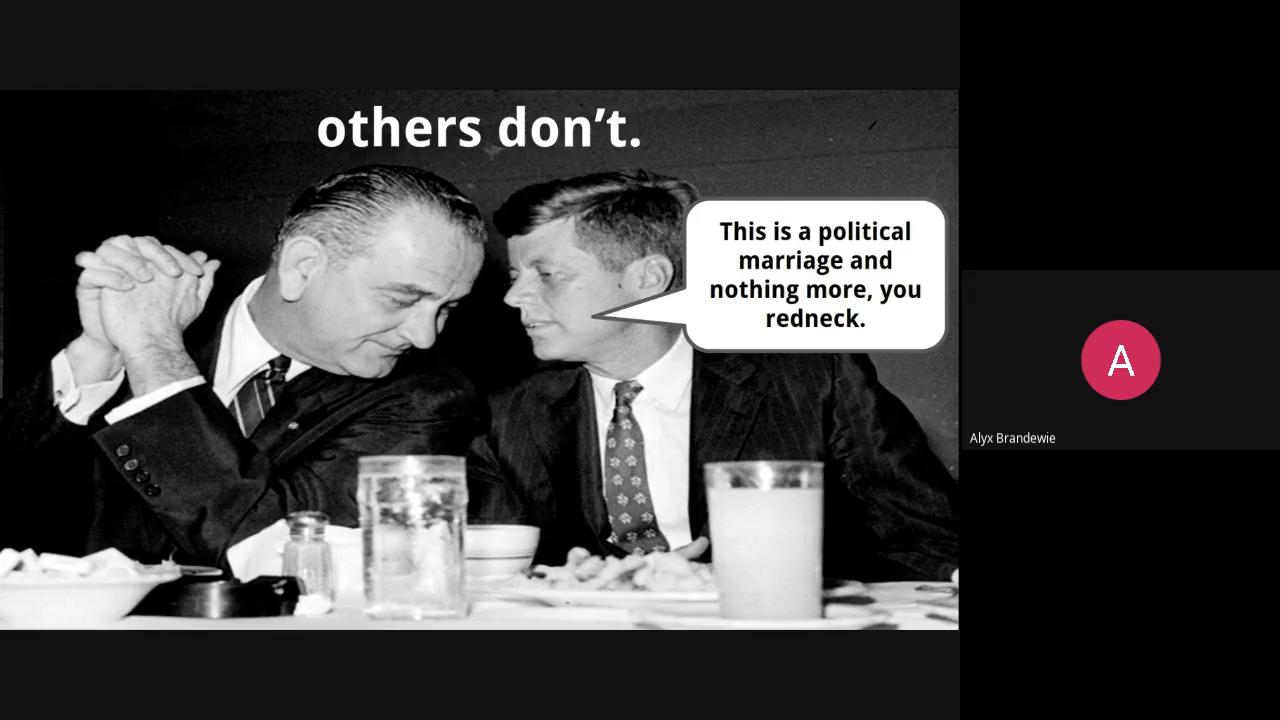 others don’t.
This is a political
marriage and
nothing more, you
redneck.
A
Alyx Brandewie